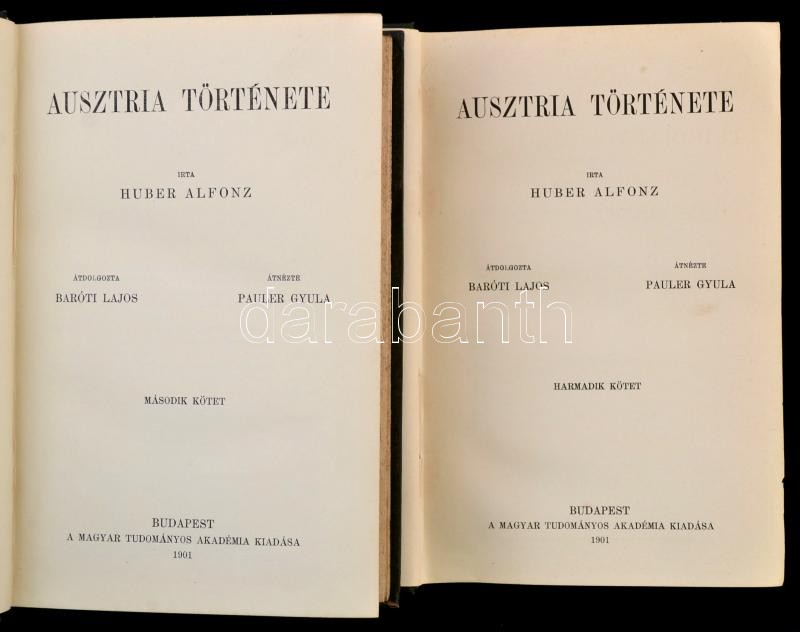 AUSZTRIA TÖRTÉNETE
IRTA
HUBER ALFONZ
ÁTDOLGOZTA
BARÓTI LAJOS
ÁTNÉZTE
PAULER GYULA
MÁSODIK KÖTET
BUDAPEST
A MAGYAR TUDOMÁNYOS AKADÉMIA KIADÁSA
1901
AUSZTRIA TÖRTÉNETE
IRTA
HUBER ALFONZ
ÁTDOLGOZTA
BARÓTI LAJOS
ÁTNÉZTE
PAULER GYULA
HARMADIK KÖTET
BUDAPEST
A MAGYAR TUDOMÁNYOS AKADÉMIA KIADÁSA
1901
darabanth